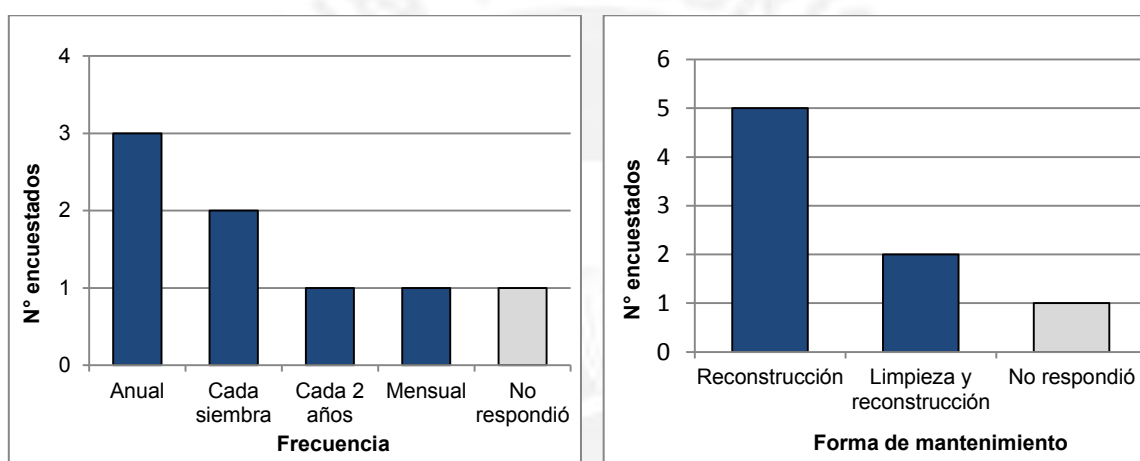 4
3
2
1
0
N° encuestados
Anual
Cada siembra
Cada 2 años
Mensual
No respondió
Frecuencia
6
5
4
3
2
1
0
N° encuestados
Reconstrucción
Limpieza y reconstrucción
No respondió
Forma de mantenimiento